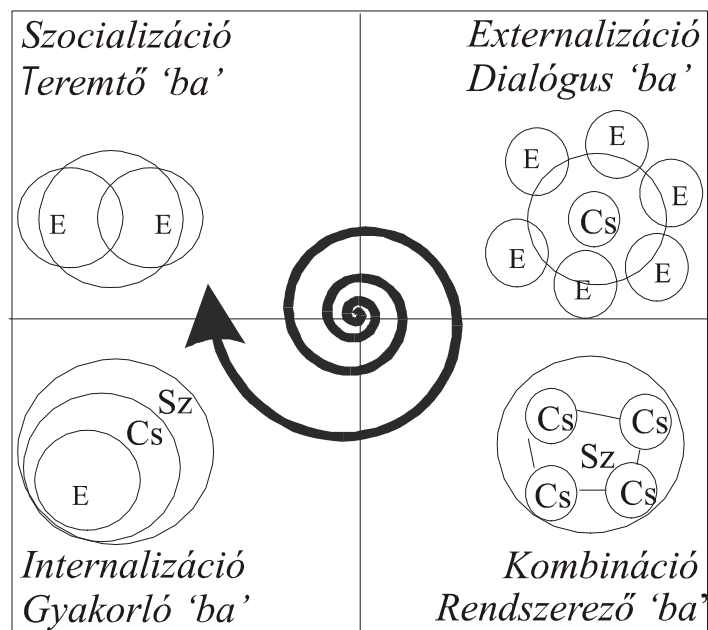 Szocializáció
Teremtő ‘ba’
E
E
Externalizáció
Dialógus ‘ba’
E
E
E
Cs
E
E
E
Sz
Cs
E
Internalizáció
Gyakorló ‘ba’
Cs
Cs
Sz
Cs
Cs
Kombináció
Rendszerező ‘ba’